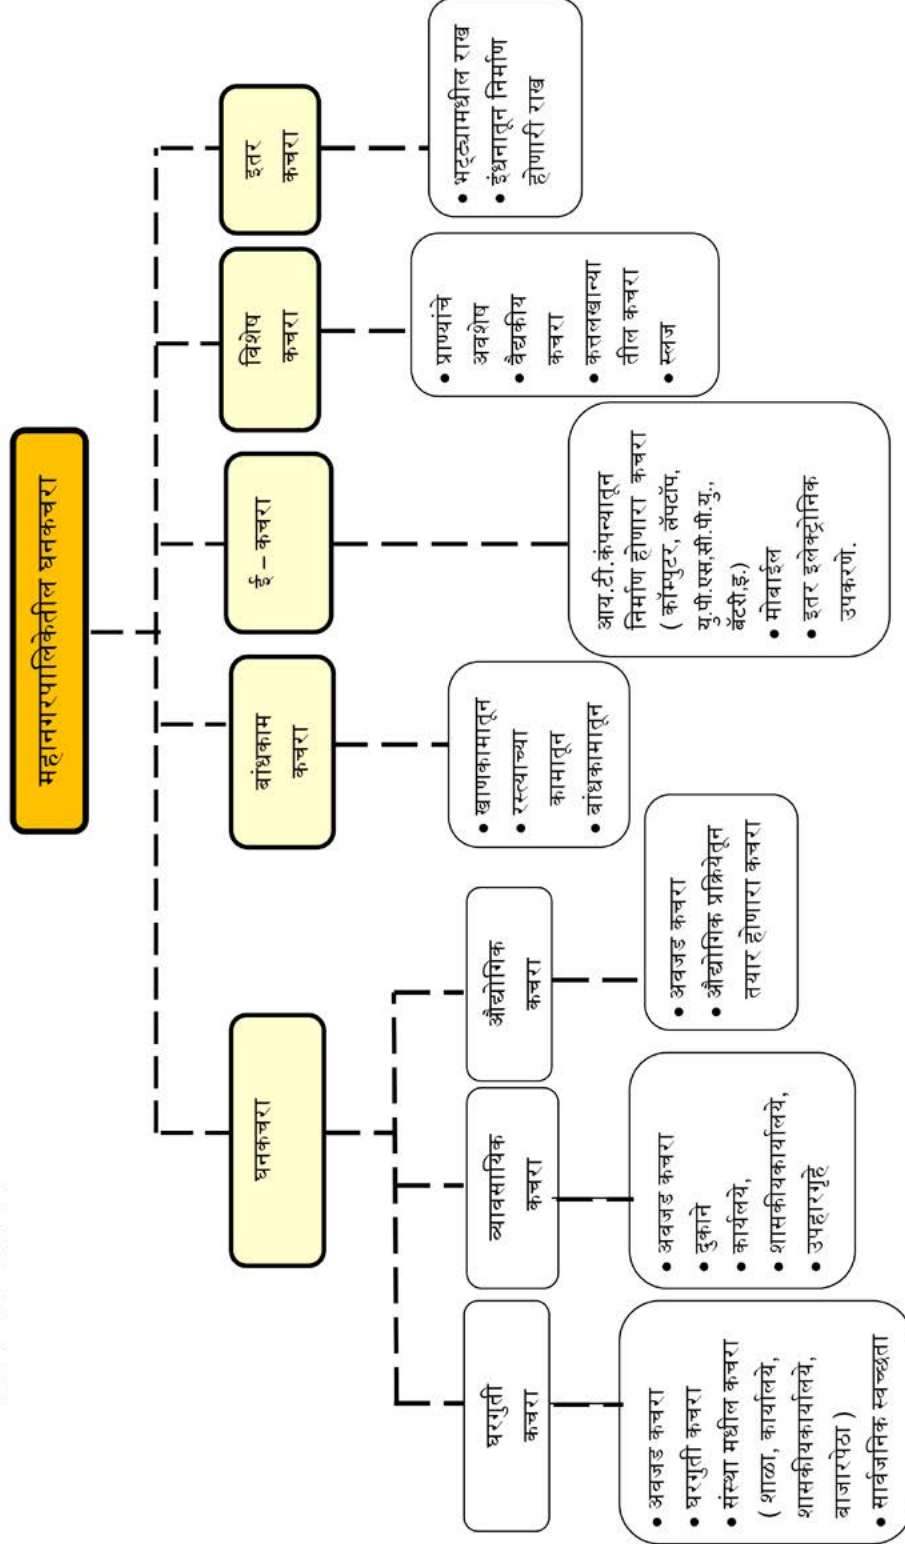 महानगरपालिकेतील घनकचरा
घनकचरा
बांधकाम
कचरा
ई – कचरा
विशेष
कचरा
इतर
कचरा
घरगुती
कचरा
व्यावसायिक
कचरा
औद्योगिक
कचरा
• अवजड कचरा
• घरगुती कचरा
• संस्था मधील कचरा
( शाळा, कार्यालये,
शासकीयकार्यालये,
बाजारपेठा )
• सार्वजनिक स्वच्छता
• अवजड कचरा
• दुकाने
• कार्यलये,
• शासकीयकार्यालये,
• उपहारगृहे
• अवजड कचरा
• औद्योगिक प्रक्रियेतून
तयार होणारा कचरा
• खाणकामातून
• रस्त्याच्या
कामातून
• बांधकामातून
आय.टी.कंपन्यातून
निर्माण होणारा कचरा
( कॉम्पुटर, लॅपटॉप,
यु.पी.एस,सी.पी.यु.,
बॅटरी,इ.)
• मोबाईल
• इतर इलेक्ट्रोनिक
उपकरणे.
• प्राण्यांचे
अवशेष
• वैद्यकीय
कचरा
• कत्तलखान्या
तील कचरा
• स्लज
• भट्ट्यामधील राख
• इंधनातून निर्माण
होणारी राख